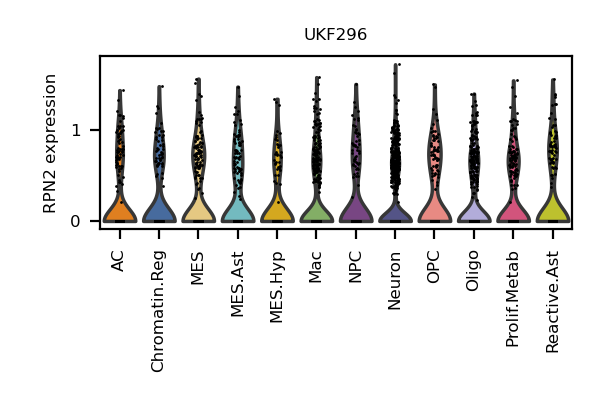 UKF296
RPN2 expression
1
0
AC
Chromatin.Reg
MES
MES.Ast
MES.Hyp
Mac
NPC
Neuron
OPC
Oligo
Prolif.Metab
Reactive.Ast